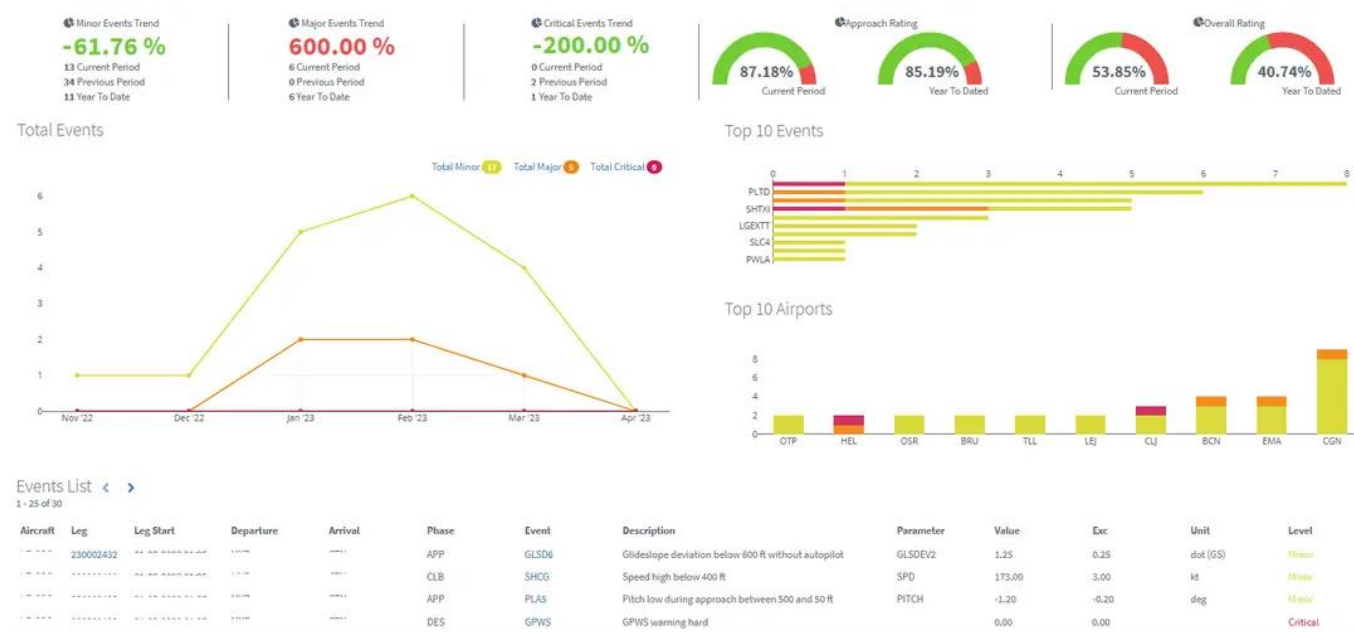 Minor Events Trend
-61.76 %
13 Current Period
34 Previous Period
11 Year To Date
Major Events Trend
600.00 %
6 Current Period
0 Previous Period
6 Year To Date
Critical Events Trend
-200.00 %
0 Current Period
2 Previous Period
1 Year To Date
Approach Rating
87.18%
Current Period
85.19%
Year To Dated
Overall Rating
53.85%
Current Period
40.74%
Year To Dated
Total Events
Total Minor 17 Total Major 5 Total Critical 0
6
5
4
3
2
1
0
Nov '22 Dec '22 Jan '23 Feb '23 Mar '23 Apr '23
Top 10 Events
0 1 2 3 4 5 6 7 8
PLTD
SHTXI
LGEXTT
SLC4
PWLA
Top 10 Airports
8
6
4
2
0
OTP HEL OSR BRU TLL LEJ CLJ BCN EMA CGN
Events List
1 - 25 of 30
Aircraft Leg Leg Start Departure Arrival Phase Event Description Parameter Value Exc Unit Level
230002432 APP GLSD6 Glideslope deviation below 600 ft without autopilot GLSDEV2 1.25 0.25 dot (GS) Minor
CLB SHCG Speed high below 400 ft SPD 173.00 3.00 kt Minor
APP PLAS Pitch low during approach between 500 and 50 ft PITCH -1.20 -0.20 deg Minor
DES GPWS GPWS warning hard 0.00 0.00 Critical